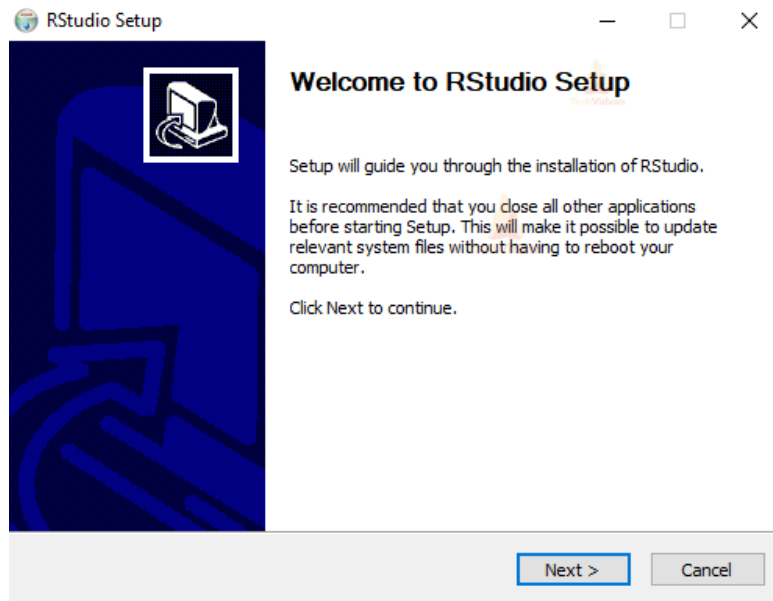 RStudio Setup
Welcome to RStudio Setup
Setup will guide you through the installation of RStudio.
It is recommended that you close all other applications
before starting Setup. This will make it possible to update
relevant system files without having to reboot your
computer.
Click Next to continue.
Next >
Cancel